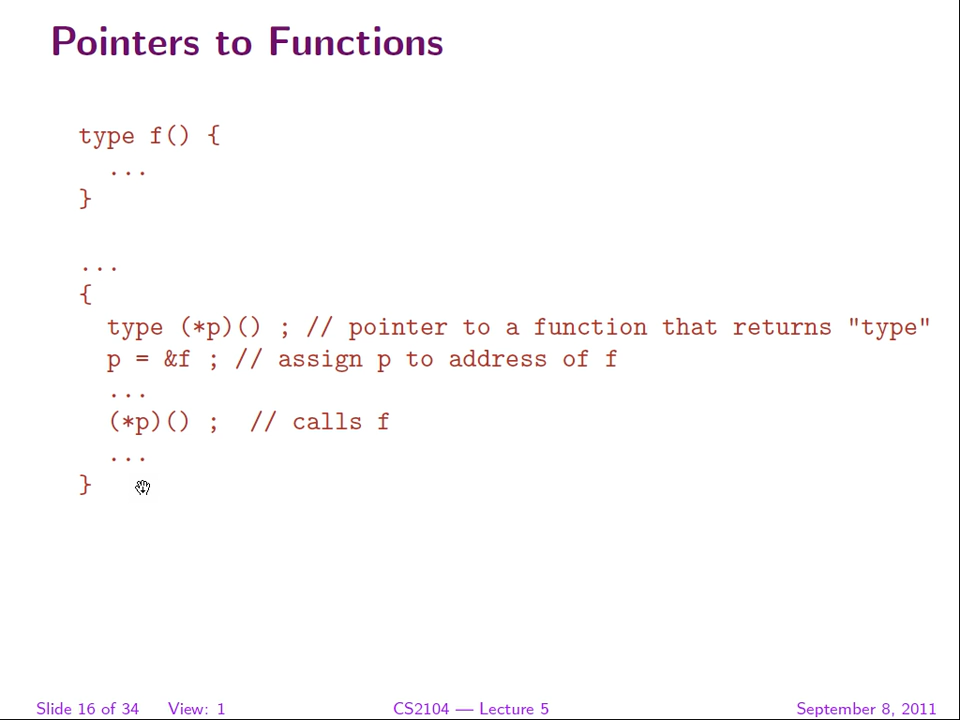 Pointers to Functions
type f() {
...
}
...
{
type (*p)() ; // pointer to a function that returns "type"
p = &f ; // assign p to address of f
...
(*p)() ;  // calls f
...
}
Slide 16 of 34 View: 1 CS2104 — Lecture 5 September 8, 2011